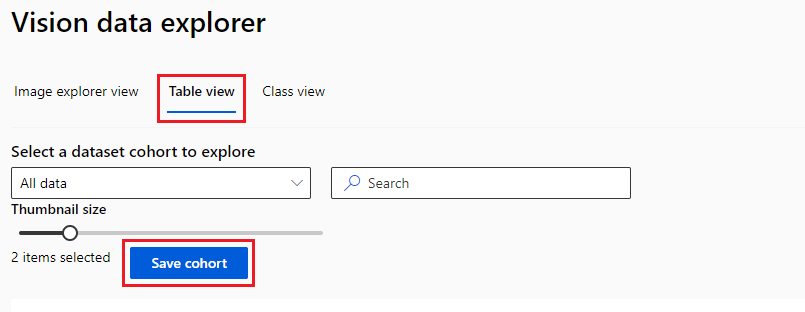 Vision data explorer
Image explorer view Table view Class view
Select a dataset cohort to explore
All data Search
Thumbnail size
2 items selected Save cohort